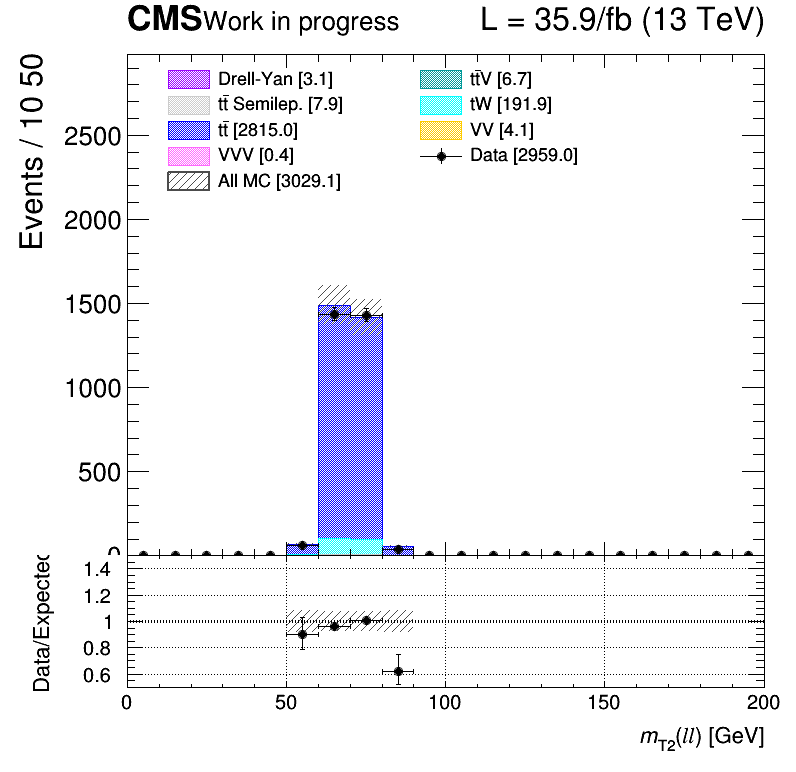 CMS Work in progress L = 35.9/fb (13 TeV)
Events / 10 50
Drell-Yan [3.1]
tt̄ Semilep. [7.9]
tt̄ [2815.0]
VVV [0.4]
All MC [3029.1]
tt̄V [6.7]
tW [191.9]
VV [4.1]
Data [2959.0]
2500
2000
1500
1000
500
0
Data/Expected
1.4
1.2
1
0.8
0.6
0 50 100 150 200
m_T2(ll) [GeV]